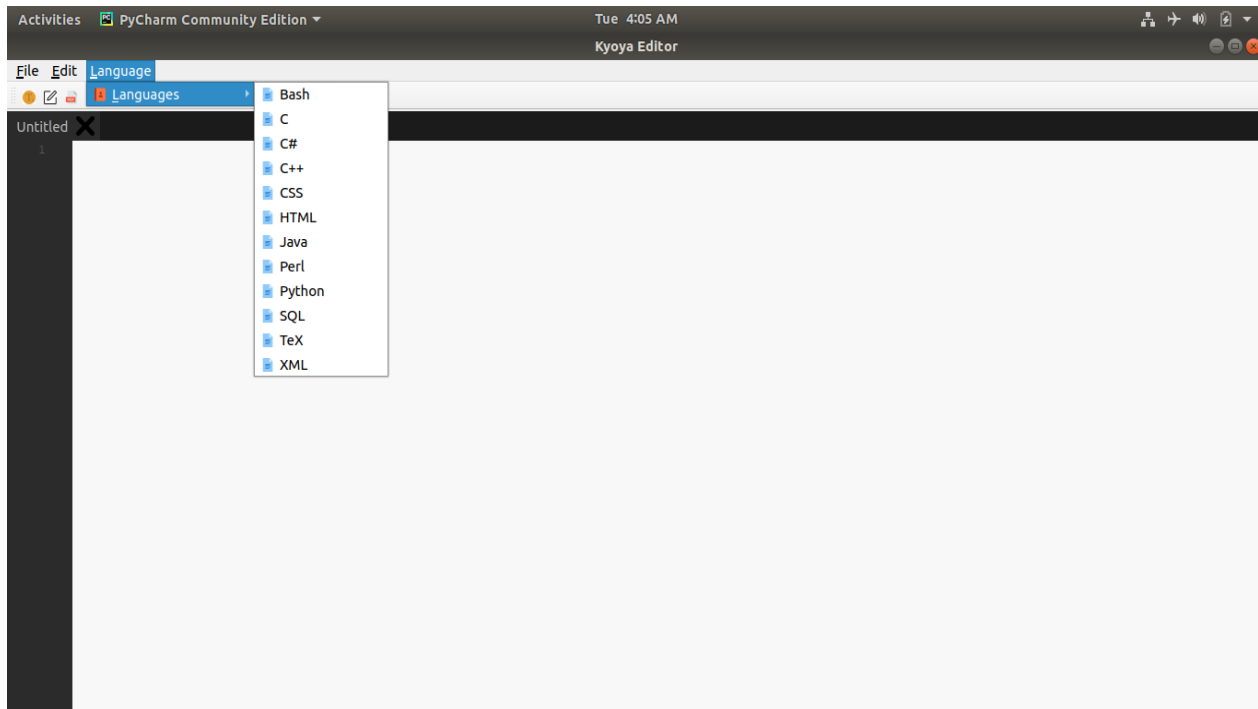 Activities PyCharm Community Edition Tue 4:05 AM
Kyoya Editor
File Edit Language
Languages
Bash
C
C#
C++
CSS
HTML
Java
Perl
Python
SQL
TeX
XML
Untitled
1